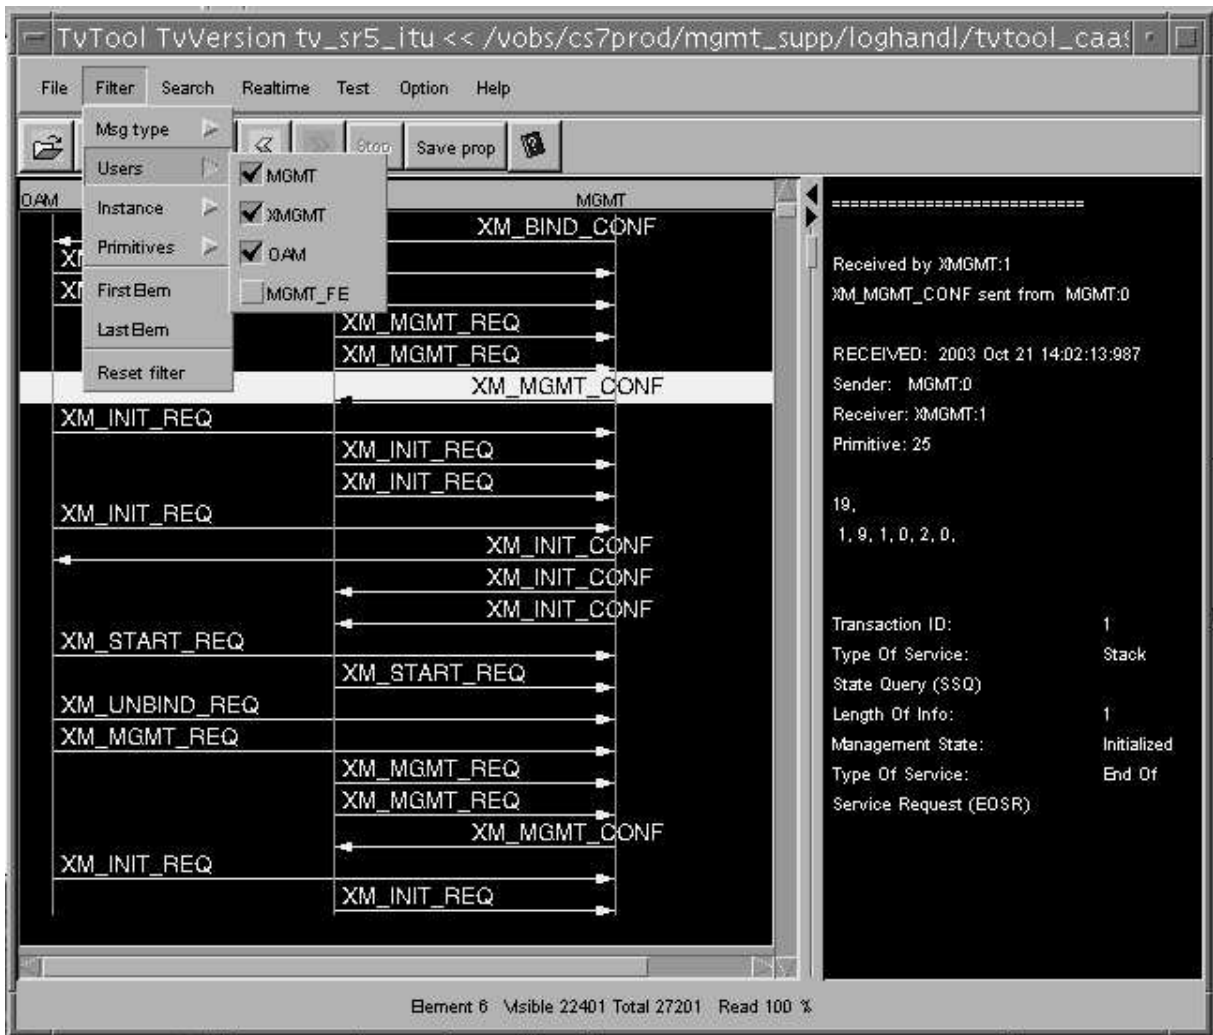 TvTool TvVersion tv_sr5_itu << /vobs/cs7prod/mgmt_supp/loghandl/tvtool_caas
File Filter Search Realtime Test Option Help
Msg type
Users
Instance
Primitives
First Elem
Last Elem
Reset filter
MGMT
XMGMT
OAM
MGMT_FE
<< >> Stop Save prop
OAM MGMT
XM_BIND_CONF
XM
XM
XM_MGMT_REQ
XM_MGMT_REQ
XM_MGMT_CONF
XM_INIT_REQ
XM_INIT_REQ
XM_INIT_REQ
XM_INIT_REQ
XM_INIT_CONF
XM_INIT_CONF
XM_INIT_CONF
XM_START_REQ
XM_START_REQ
XM_UNBIND_REQ
XM_MGMT_REQ
XM_MGMT_REQ
XM_MGMT_REQ
XM_MGMT_CONF
XM_INIT_REQ
XM_INIT_REQ
===========================
Received by XMGMT:1
XM_MGMT_CONF sent from MGMT:0
RECEIVED: 2003 Oct 21 14:02:13:987
Sender: MGMT:0
Receiver: XMGMT:1
Primitive: 25
19,
1, 9, 1, 0, 2, 0,
Transaction ID: 1
Type Of Service: Stack
State Query (SSQ)
Length Of Info: 1
Management State: Initialized
Type Of Service: End Of
Service Request (EOSR)
Element 6 Visible 22401 Total 27201 Read 100 %